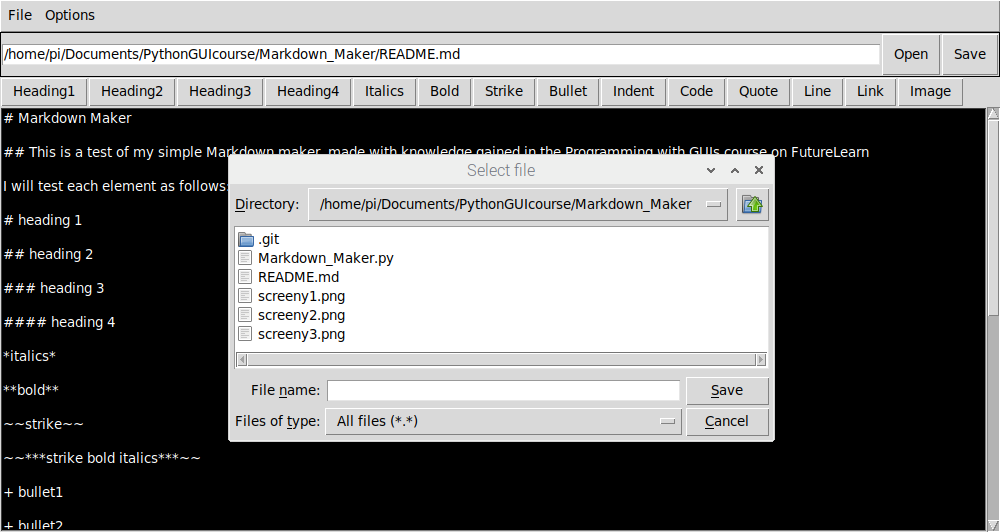 File Options
/home/pi/Documents/PythonGUIcourse/Markdown_Maker/README.md Open Save
Heading1 Heading2 Heading3 Heading4 Italics Bold Strike Bullet Indent Code Quote Line Link Image
# Markdown Maker
## This is a test of my simple Markdown maker, made with knowledge gained in the Programming with GUIs course on FutureLearn
I will test each element as follows:
# heading 1
## heading 2
### heading 3
#### heading 4
*italics*
**bold**
~~strike~~
~~***strike bold italics***~~
+ bullet1
+ bullet2
Select file
Directory: /home/pi/Documents/PythonGUIcourse/Markdown_Maker
.git
Markdown_Maker.py
README.md
screeny1.png
screeny2.png
screeny3.png
File name: Save
Files of type: All files (*.*) Cancel